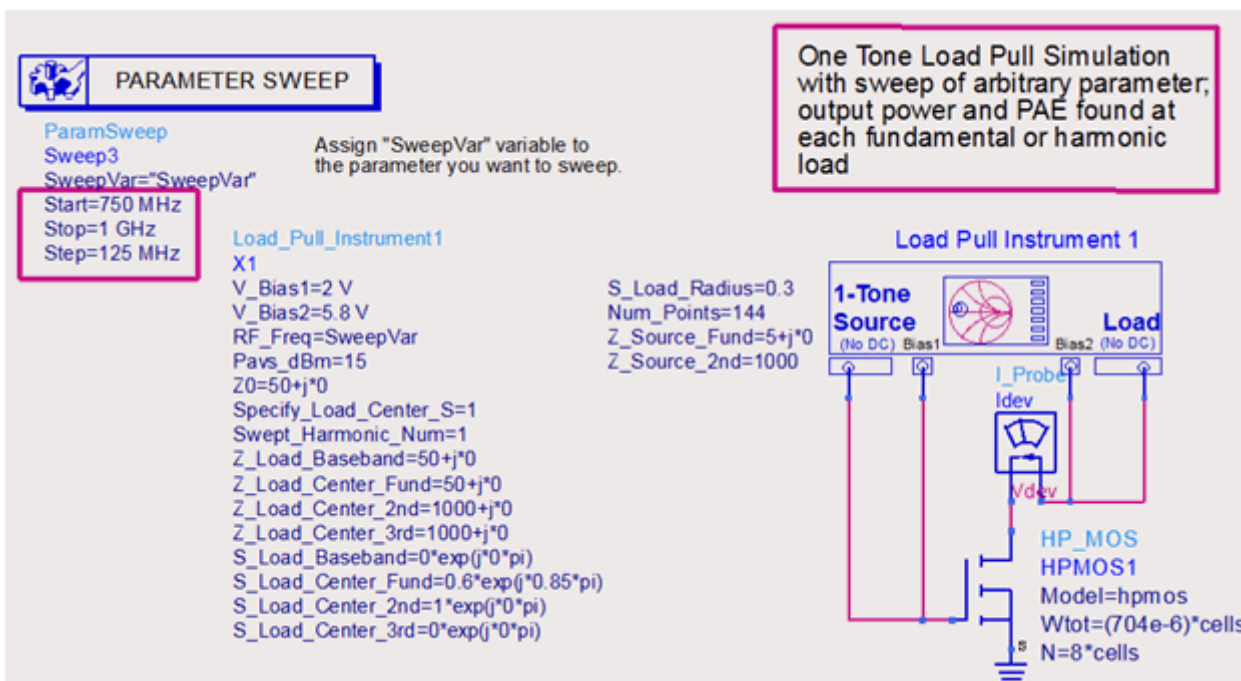 PARAMETER SWEEP
ParamSweep
Sweep3
SweepVar="SweepVar"
Start=750 MHz
Stop=1 GHz
Step=125 MHz
Assign "SweepVar" variable to
the parameter you want to sweep.
One Tone Load Pull Simulation
with sweep of arbitrary parameter;
output power and PAE found at
each fundamental or harmonic
load
Load_Pull_Instrument1
X1
V_Bias1=2 V
V_Bias2=5.8 V
RF_Freq=SweepVar
Pavs_dBm=15
Z0=50+j*0
Specify_Load_Center_S=1
Swept_Harmonic_Num=1
Z_Load_Baseband=50+j*0
Z_Load_Center_Fund=50+j*0
Z_Load_Center_2nd=1000+j*0
Z_Load_Center_3rd=1000+j*0
S_Load_Baseband=0*exp(j*0*pi)
S_Load_Center_Fund=0.6*exp(j*0.85*pi)
S_Load_Center_2nd=1*exp(j*0*pi)
S_Load_Center_3rd=0*exp(j*0*pi)
S_Load_Radius=0.3
Num_Points=144
Z_Source_Fund=5+j*0
Z_Source_2nd=1000
Load Pull Instrument 1
1-Tone
Source
(No DC)
Bias1
Load
Bias2
(No DC)
I_Probe
Idev
Vdev
HP_MOS
HPMOS1
Model=hpmos
Wtot=(704e-6)*cells
N=8*cells
s